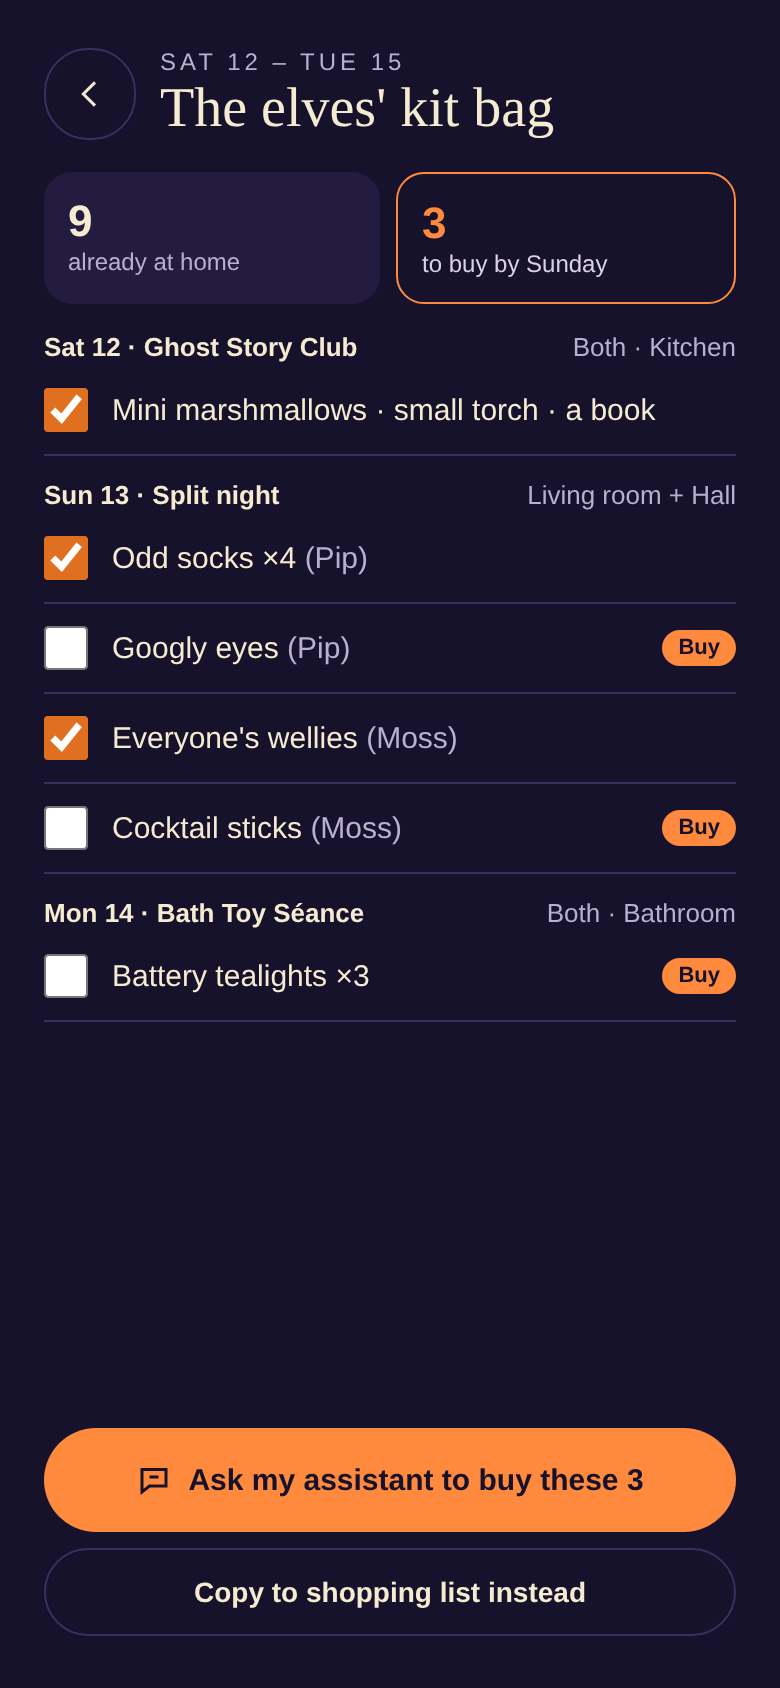 SAT 12 – TUE 15
The elves' kit bag
9
already at home
3
to buy by Sunday
Sat 12 · Ghost Story Club
Both · Kitchen
Mini marshmallows · small torch · a book
Sun 13 · Split night
Living room + Hall
Odd socks ×4 (Pip)
Googly eyes (Pip)
Buy
Everyone's wellies (Moss)
Cocktail sticks (Moss)
Buy
Mon 14 · Bath Toy Séance
Both · Bathroom
Battery tealights ×3
Buy
Ask my assistant to buy these 3
Copy to shopping list instead